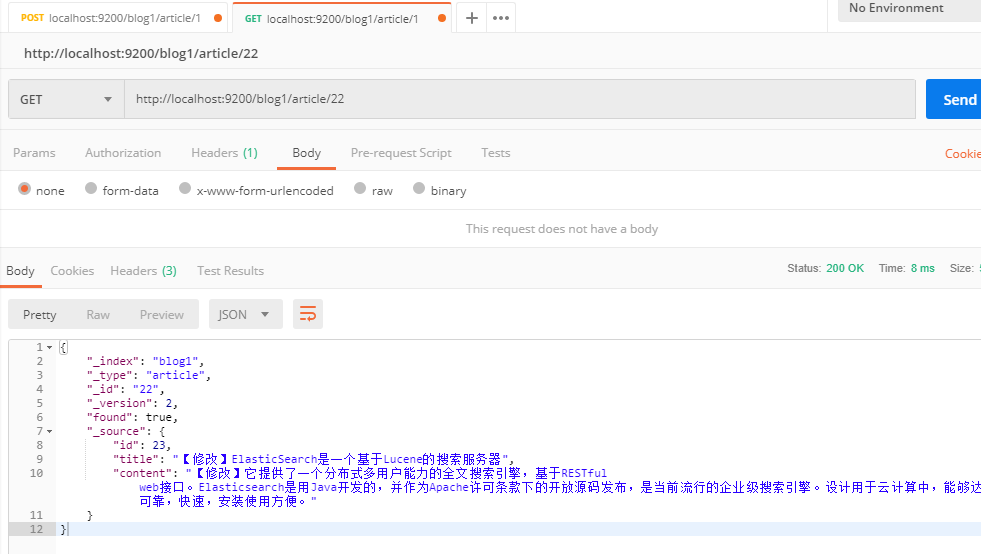 POST localhost:9200/blog1/article/1 GET localhost:9200/blog1/article/1 No Environment
http://localhost:9200/blog1/article/22
GET http://localhost:9200/blog1/article/22 Send
Params Authorization Headers (1) Body Pre-request Script Tests Cookie
none form-data x-www-form-urlencoded raw binary
This request does not have a body
Body Cookies Headers (3) Test Results Status: 200 OK Time: 8 ms Size:
Pretty Raw Preview JSON
1 {
2 "_index": "blog1",
3 "_type": "article",
4 "_id": "22",
5 "_version": 2,
6 "found": true,
7 "_source": {
8 "id": 23,
9 "title": "【修改】ElasticSearch是一个基于Lucene的搜索服务器",
10 "content": "【修改】它提供了一个分布式多用户能力的全文搜索引擎，基于RESTful
web接口。Elasticsearch是用Java开发的，并作为Apache许可条款下的开放源码发布，是当前流行的企业级搜索引擎。设计用于云计算中，能够达
可靠，快速，安装使用方便。"
11 }
12 }